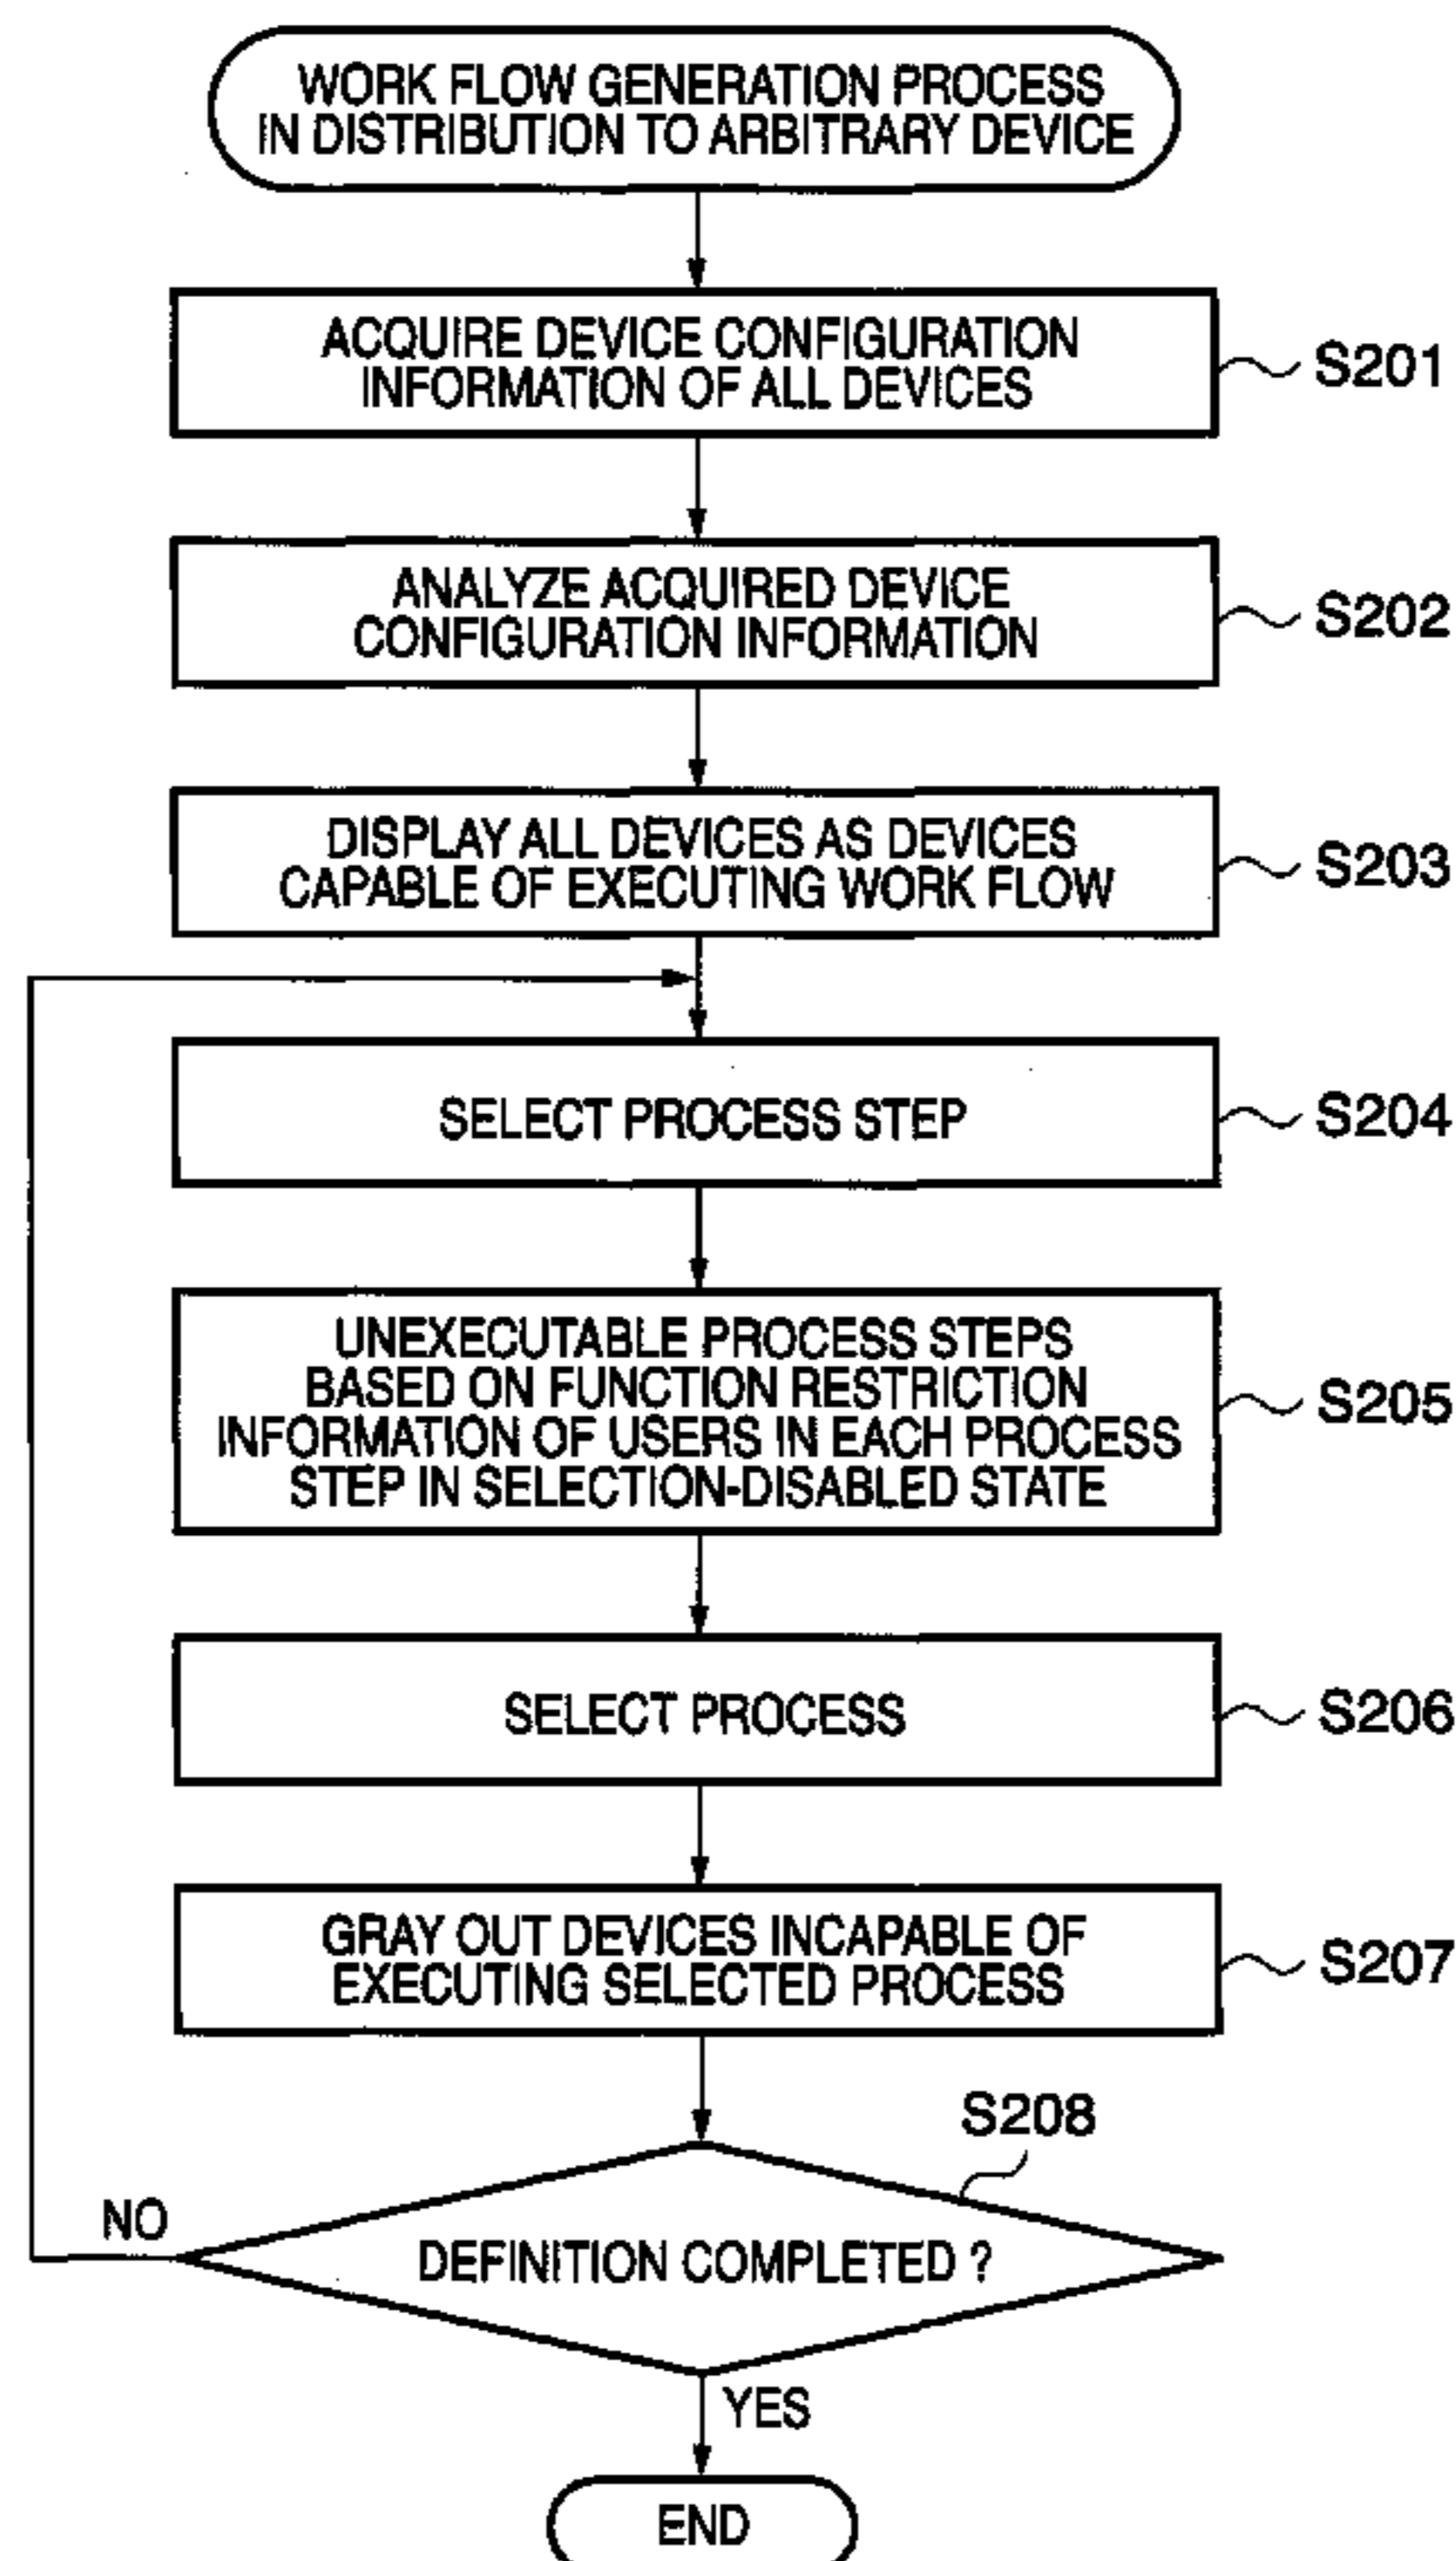 WORK FLOW GENERATION PROCESS
IN DISTRIBUTION TO ARBITRARY DEVICE
ACQUIRE DEVICE CONFIGURATION
INFORMATION OF ALL DEVICES
S201
ANALYZE ACQUIRED DEVICE
CONFIGURATION INFORMATION
S202
DISPLAY ALL DEVICES AS DEVICES
CAPABLE OF EXECUTING WORK FLOW
S203
SELECT PROCESS STEP
S204
UNEXECUTABLE PROCESS STEPS
BASED ON FUNCTION RESTRICTION
INFORMATION OF USERS IN EACH PROCESS
STEP IN SELECTION-DISABLED STATE
S205
SELECT PROCESS
S206
GRAY OUT DEVICES INCAPABLE OF
EXECUTING SELECTED PROCESS
S207
S208
NO
DEFINITION COMPLETED ?
YES
END